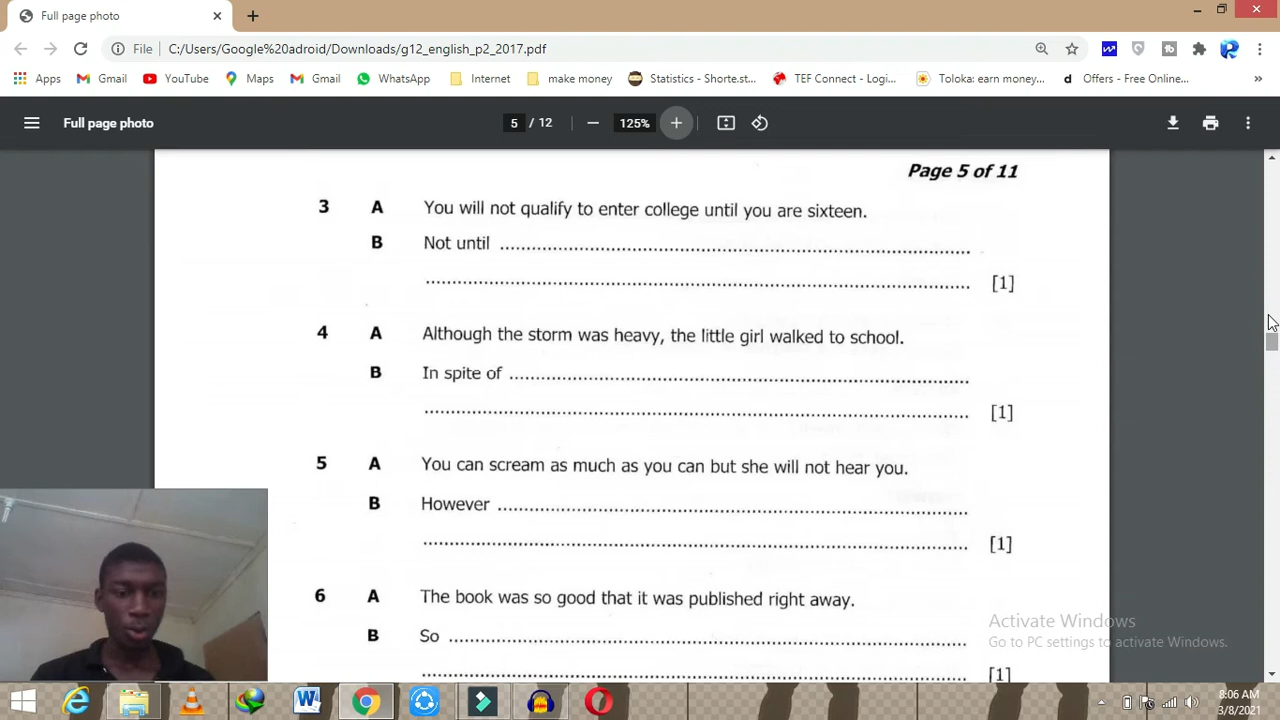 Full page photo
File C:/Users/Google%20adroid/Downloads/g12_english_p2_2017.pdf
Apps Gmail YouTube Maps Gmail WhatsApp Internet make money Statistics - Shorte.st... TEF Connect - Logi... Toloka: earn money... d Offers - Free Online... »
Full page photo 5 / 12 125%
Page 5 of 11
3 A You will not qualify to enter college until you are sixteen.
B Not until ..........................................................................................
.......................................................................................................... [1]
4 A Although the storm was heavy, the little girl walked to school.
B In spite of ........................................................................................
.......................................................................................................... [1]
5 A You can scream as much as you can but she will not hear you.
B However ..........................................................................................
.......................................................................................................... [1]
6 A The book was so good that it was published right away.
B So ...................................................................................................
.......................................................................................................... [1]
Activate Windows
Go to PC settings to activate Windows.
8:06 AM
3/8/2021